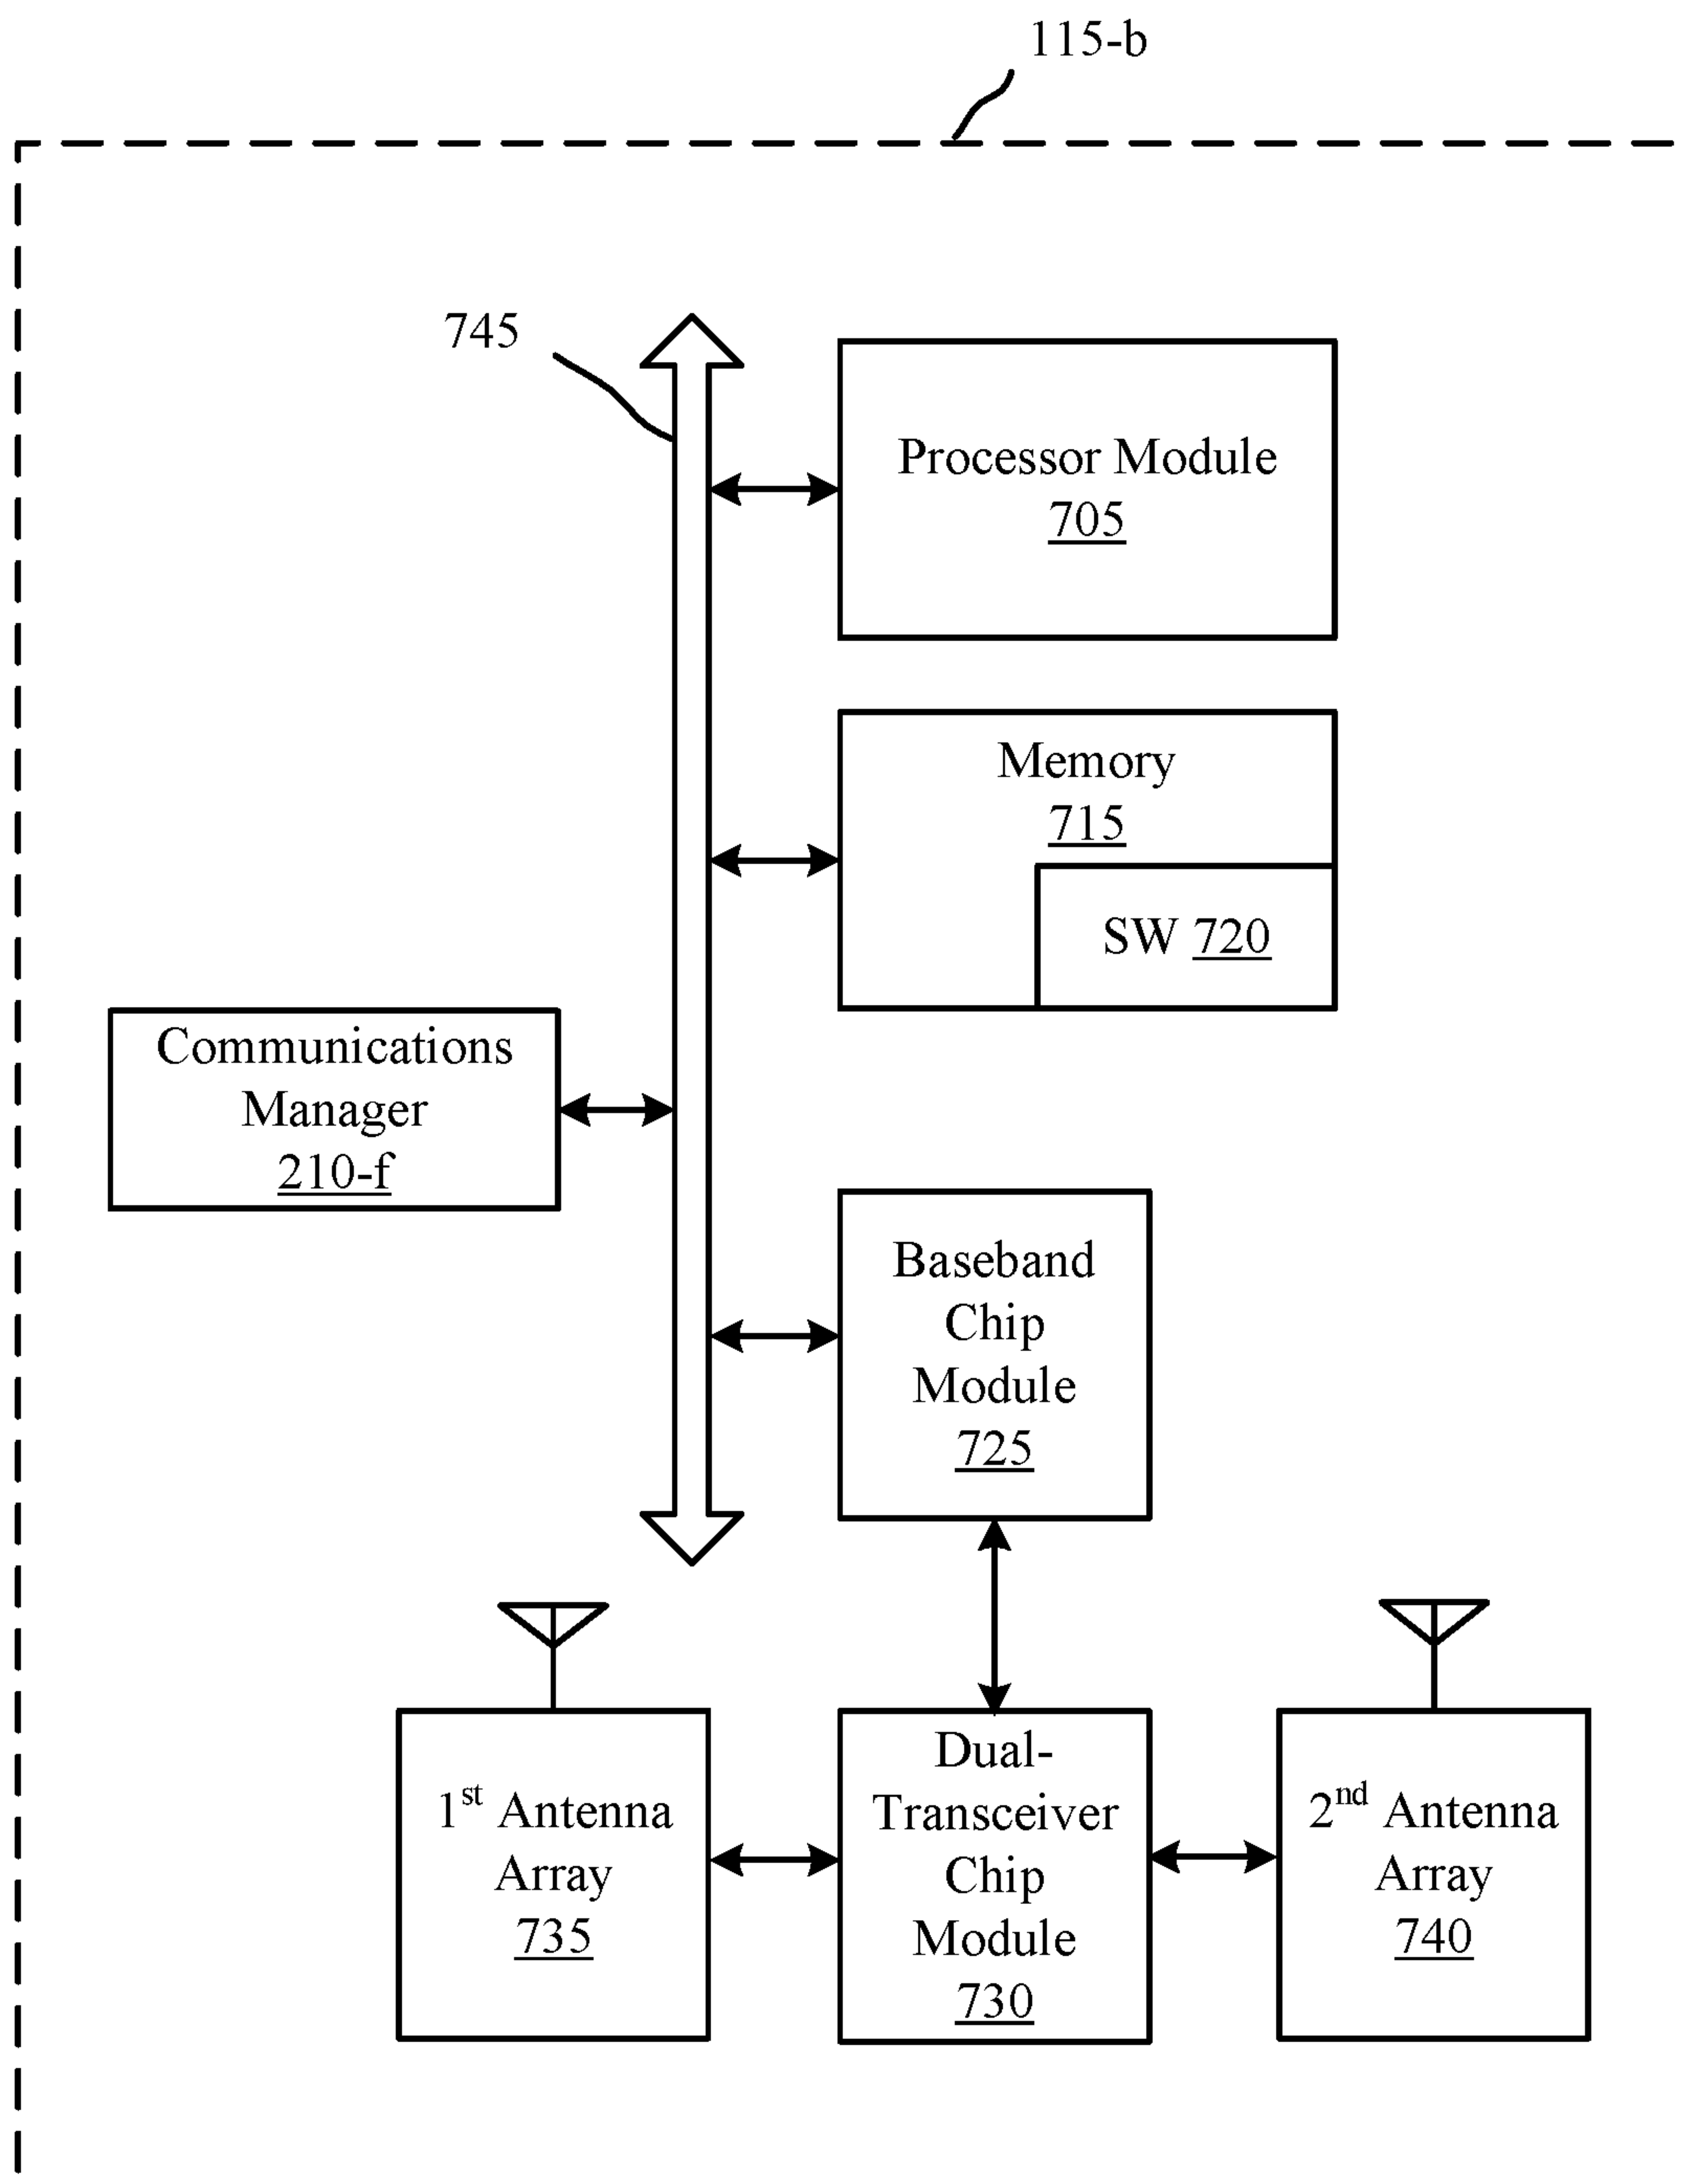 115-b
745
Processor Module
705
Memory
715
SW 720
Communications
Manager
210-f
Baseband
Chip
Module
725
1st Antenna
Array
735
Dual-
Transceiver
Chip
Module
730
2nd Antenna
Array
740